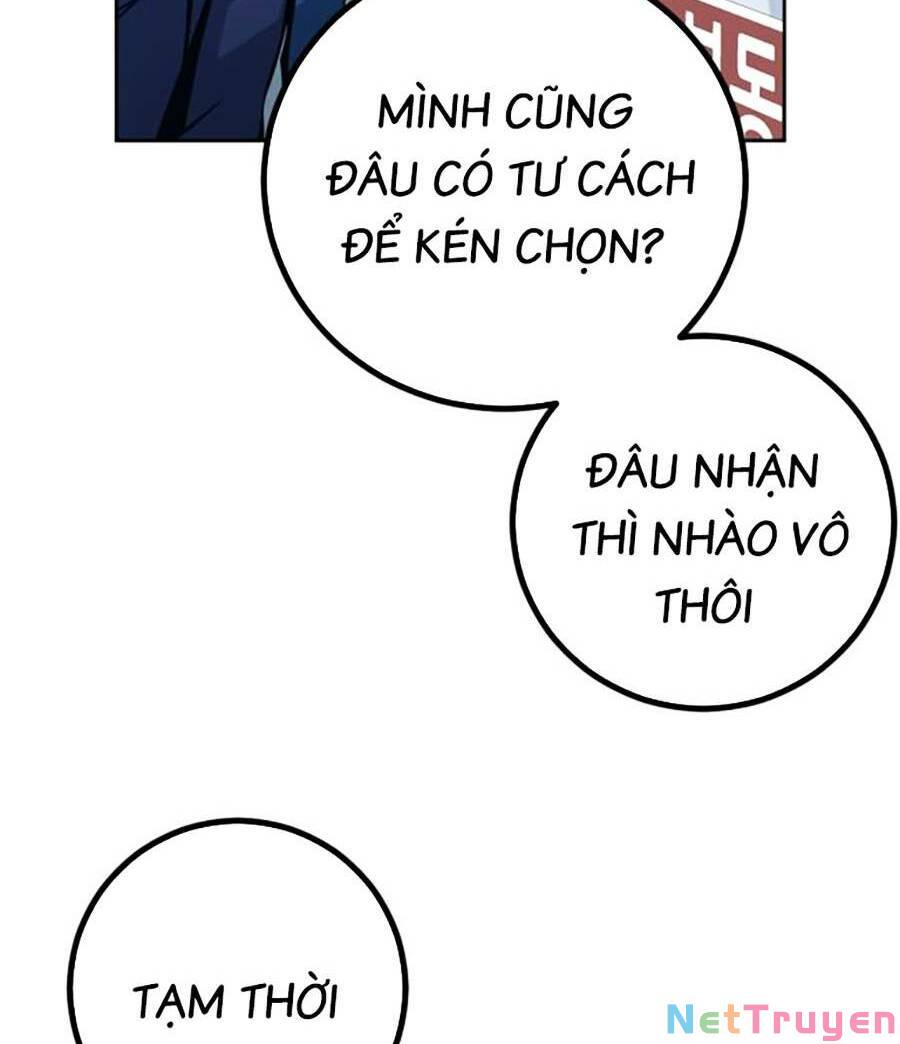 MÌNH CŨNG
ĐÂU CÓ TƯ CÁCH
ĐỂ KÉN CHỌN?
ĐÂU NHẬN
THÌ NHÀO VÔ
THÔI
TẠM THỜI
NetTruyen